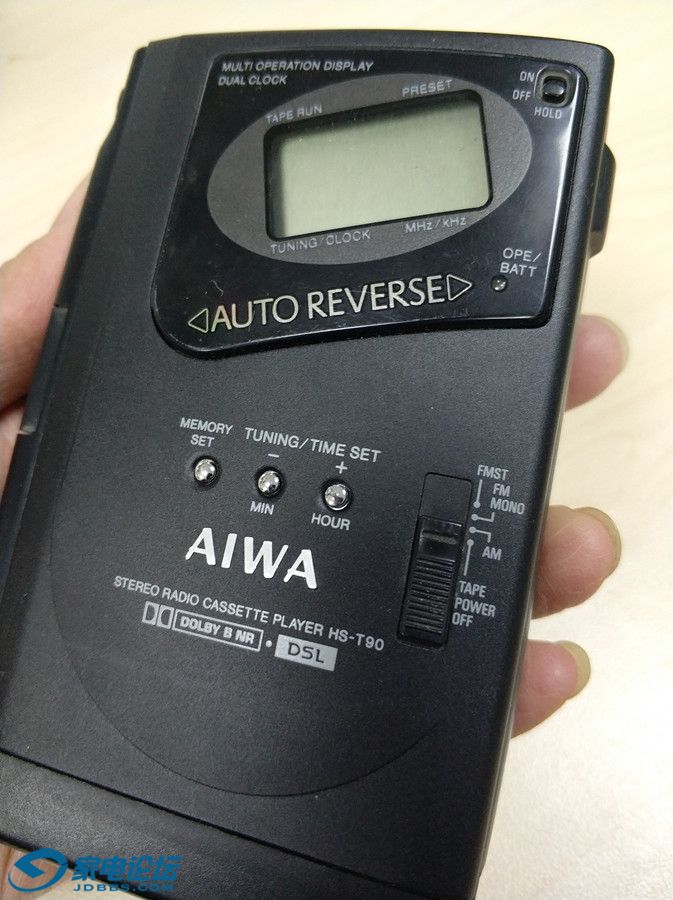 MULTI OPERATION DISPLAY
DUAL CLOCK
ON
OFF
HOLD
TAPE RUN
PRESET
TUNING/CLOCK
MHz/kHz
OPE/
BATT
AUTO REVERSE
MEMORY
SET
TUNING/TIME SET
− +
MIN
HOUR
FMST
FM
MONO
AM
TAPE
POWER
OFF
AIWA
STEREO RADIO CASSETTE PLAYER HS-T90
DOLBY B NR · DSL
家电论坛
JDBBS.COM